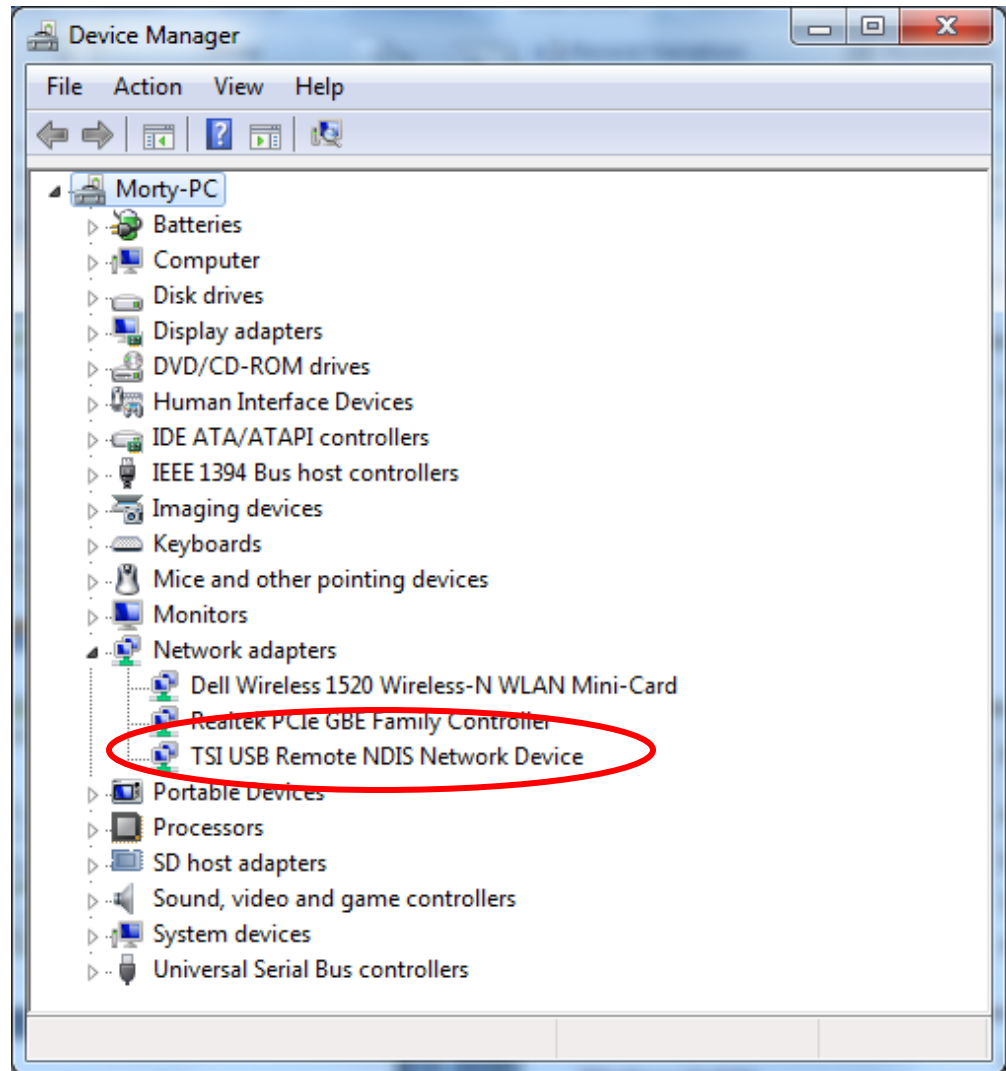 Device Manager
File Action View Help
Morty-PC
Batteries
Computer
Disk drives
Display adapters
DVD/CD-ROM drives
Human Interface Devices
IDE ATA/ATAPI controllers
IEEE 1394 Bus host controllers
Imaging devices
Keyboards
Mice and other pointing devices
Monitors
Network adapters
Dell Wireless 1520 Wireless-N WLAN Mini-Card
Realtek PCIe GBE Family Controller
TSI USB Remote NDIS Network Device
Portable Devices
Processors
SD host adapters
Sound, video and game controllers
System devices
Universal Serial Bus controllers